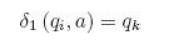 δ₁ (qᵢ, a) = qₖ